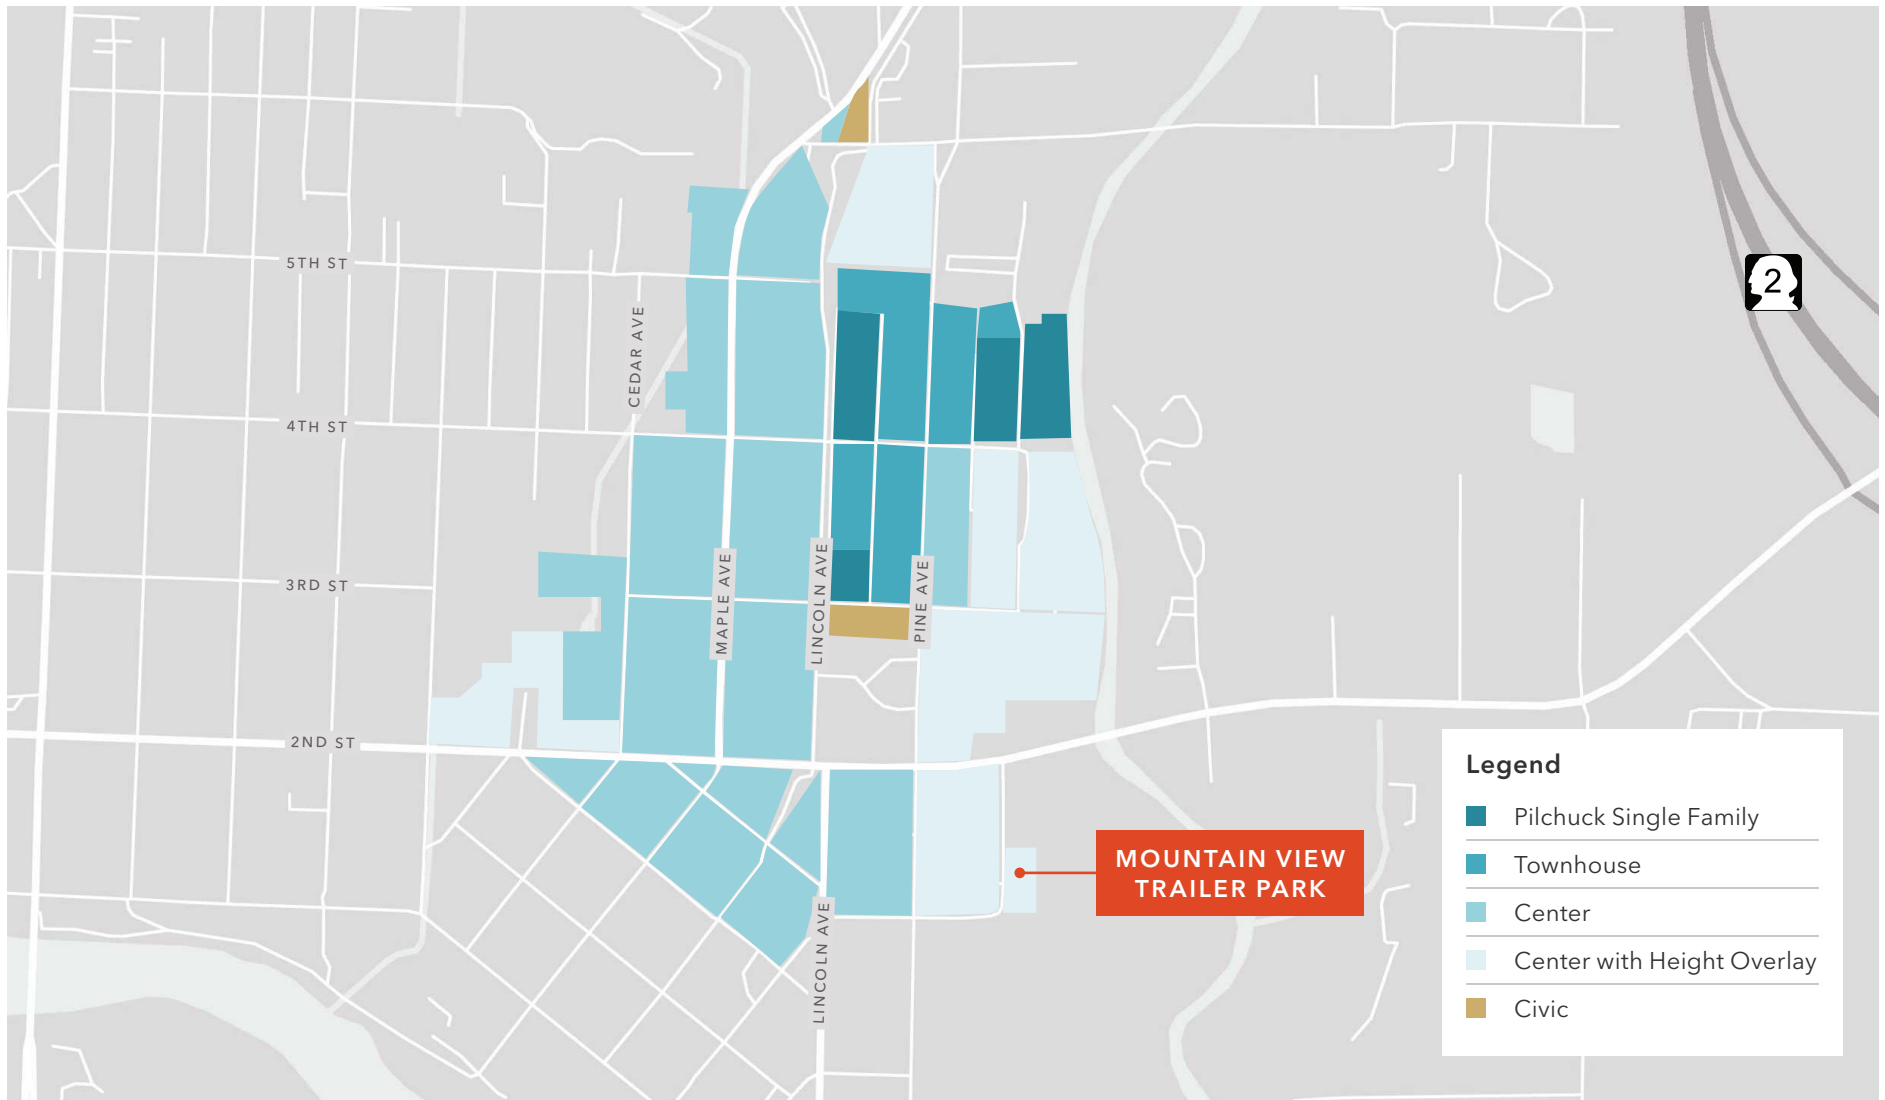 5TH ST
CEDAR AVE
4TH ST
3RD ST
MAPLE AVE
LINCOLN AVE
PINE AVE
2ND ST
LINCOLN AVE
2
MOUNTAIN VIEW
TRAILER PARK
Legend
Pilchuck Single Family
Townhouse
Center
Center with Height Overlay
Civic